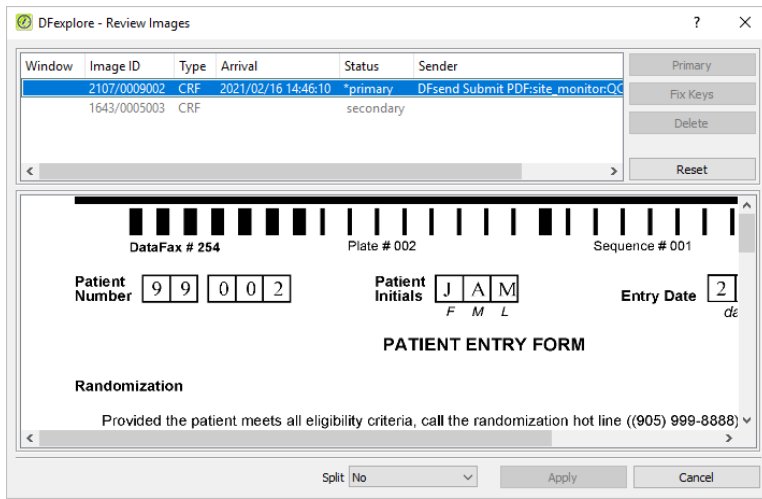 DFexplore - Review Images
Window Image ID Type Arrival Status Sender
2107/0009002 CRF 2021/02/16 14:46:10 *primary DFsend Submit PDF:site_monitor:QC
1643/0005003 CRF secondary
Primary
Fix Keys
Delete
Reset
DataFax # 254 Plate # 002 Sequence # 001
Patient Number 9 9 0 0 2 Patient Initials J A M Entry Date 2
F M L da
PATIENT ENTRY FORM
Randomization
Provided the patient meets all eligibility criteria, call the randomization hot line ((905) 999-8888)
Split No Apply Cancel